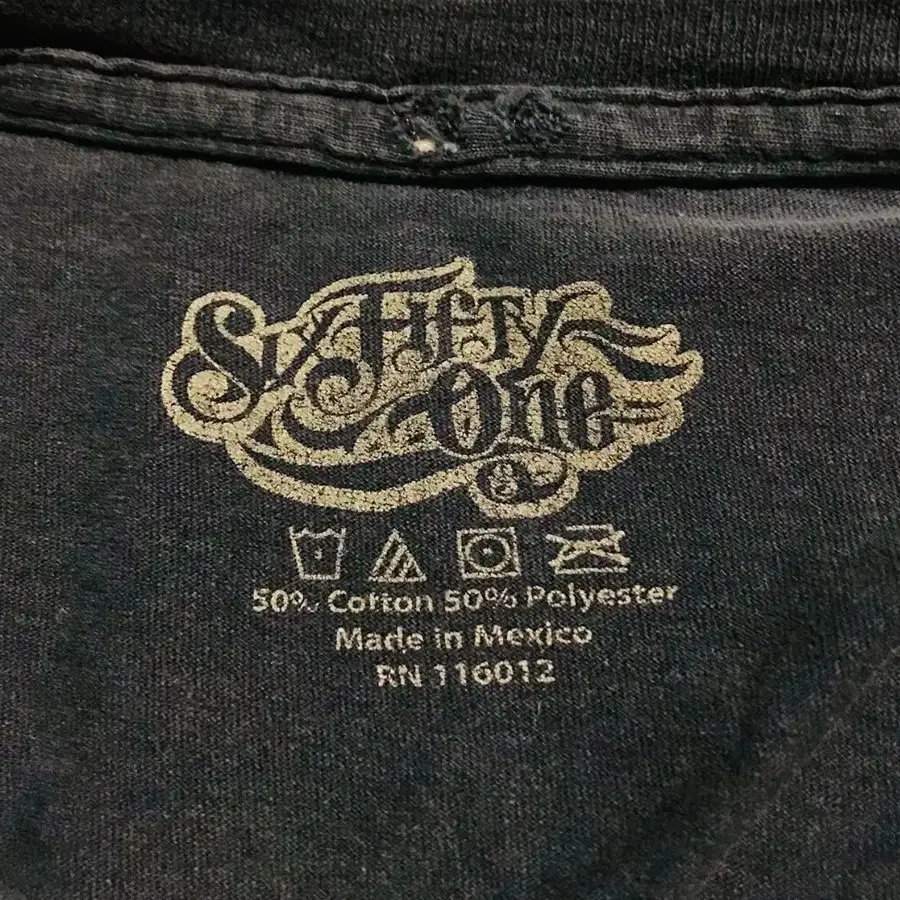 Six Fifty
One
50% Cotton 50% Polyester
Made in Mexico
RN 116012